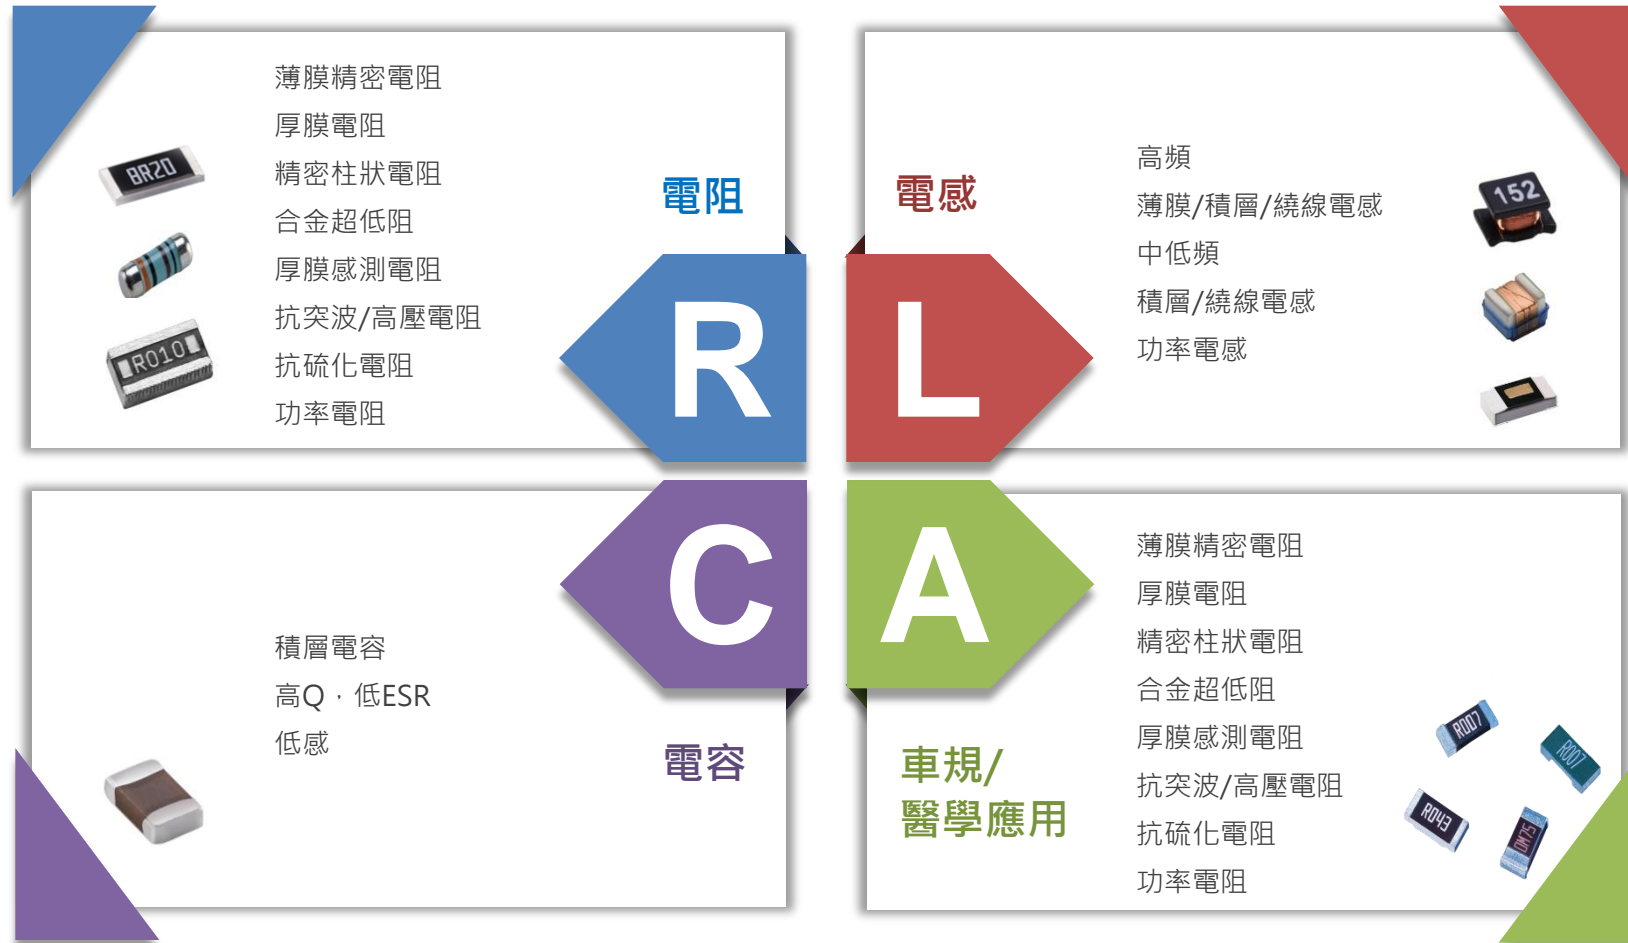 薄膜精密電阻
厚膜電阻
精密柱狀電阻
合金超低阻
厚膜感測電阻
抗突波/高壓電阻
抗硫化電阻
功率電阻
8R20
R010
電阻
R
電感
L
高頻
薄膜/積層/繞線電感
中低頻
積層/繞線電感
功率電感
152
積層電容
高Q，低ESR
低感
C
電容
A
車規/
醫學應用
薄膜精密電阻
厚膜電阻
精密柱狀電阻
合金超低阻
厚膜感測電阻
抗突波/高壓電阻
抗硫化電阻
功率電阻
R007
R007
R043
0M75